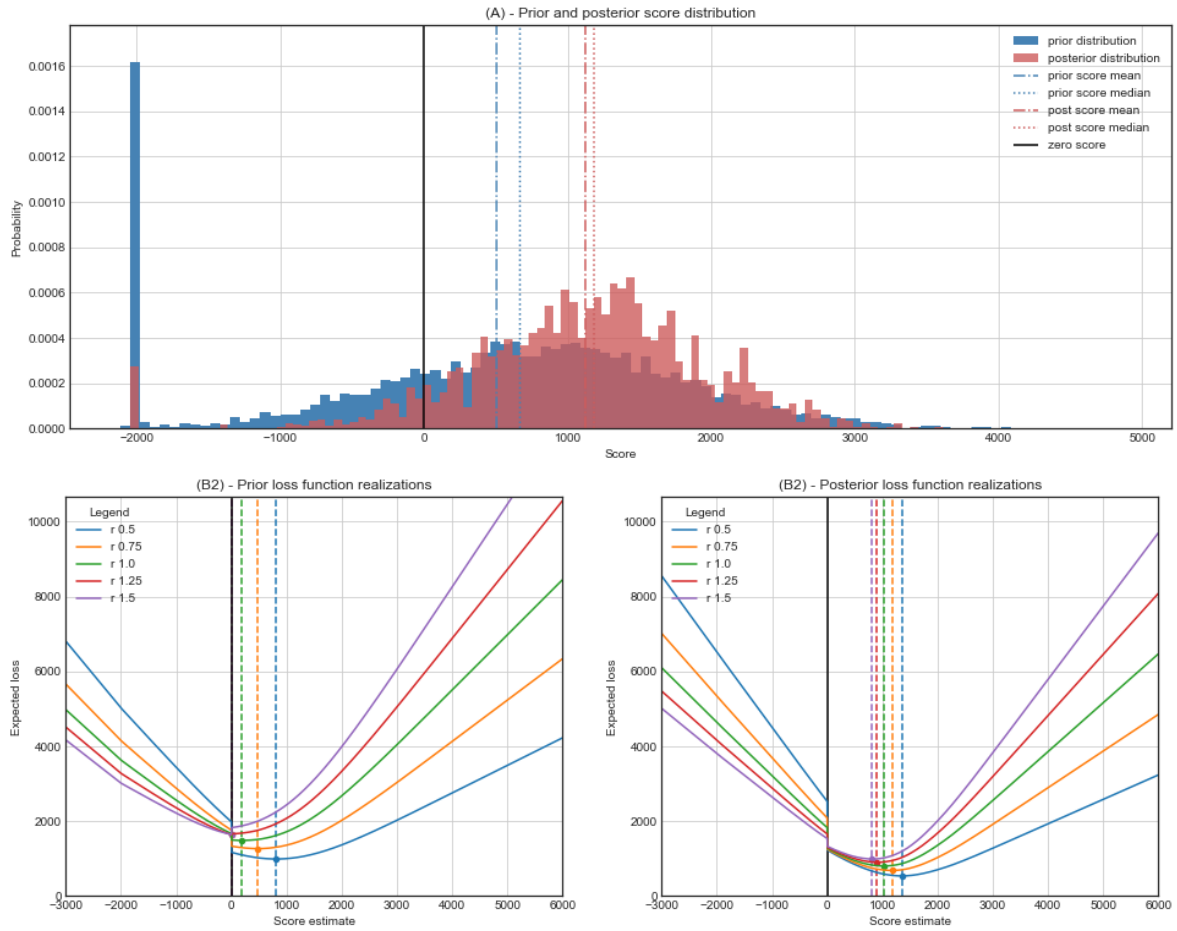 (A) - Prior and posterior score distribution
prior distribution
posterior distribution
prior score mean
prior score median
post score mean
post score median
zero score
Probability
0.0016
0.0014
0.0012
0.0010
0.0008
0.0006
0.0004
0.0002
0.0000
−2000 −1000 0 1000 2000 3000 4000 5000
Score
(B2) - Prior loss function realizations
Legend
r 0.5
r 0.75
r 1.0
r 1.25
r 1.5
Expected loss
10000
8000
6000
4000
2000
0
−3000 −2000 −1000 0 1000 2000 3000 4000 5000 6000
Score estimate
(B2) - Posterior loss function realizations
Legend
r 0.5
r 0.75
r 1.0
r 1.25
r 1.5
Expected loss
10000
8000
6000
4000
2000
0
−3000 −2000 −1000 0 1000 2000 3000 4000 5000 6000
Score estimate